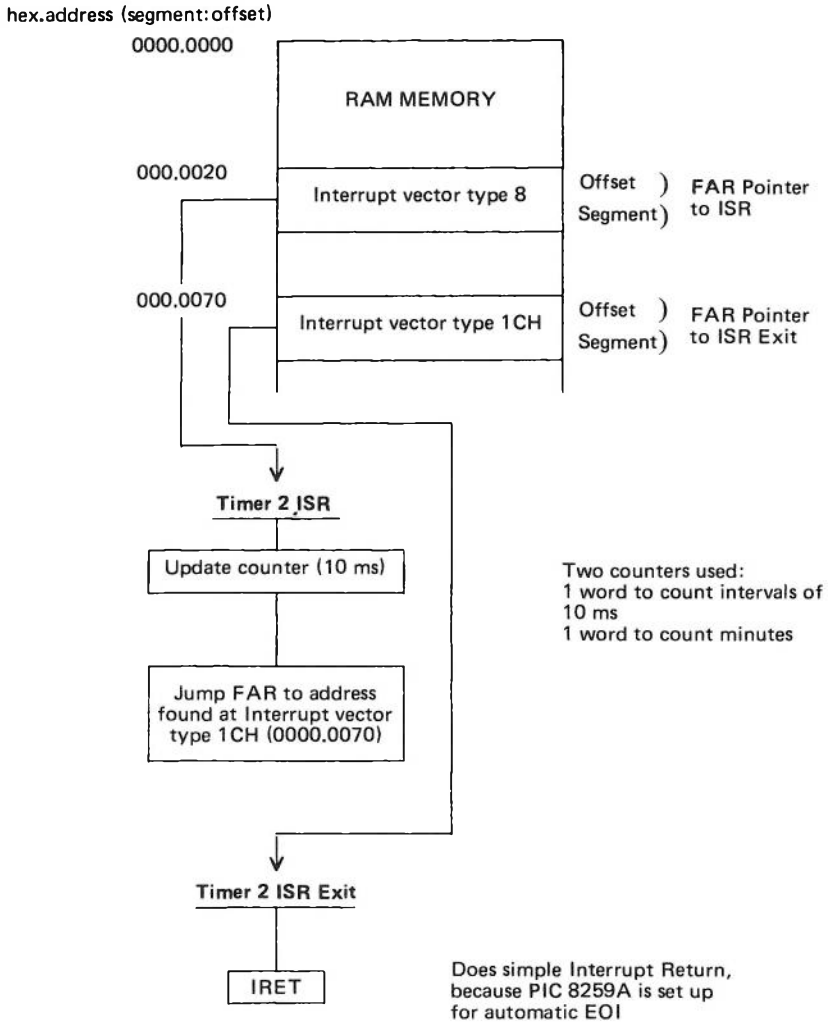 hex.address (segment:offset)
0000.0000
RAM MEMORY
000.0020
Interrupt vector type 8
Offset )
Segment)
FAR Pointer
to ISR
000.0070
Interrupt vector type 1CH
Offset )
Segment)
FAR Pointer
to ISR Exit
Timer 2 ISR
Update counter (10 ms)
Two counters used:
1 word to count intervals of
10 ms
1 word to count minutes
Jump FAR to address
found at Interrupt vector
type 1CH (0000.0070)
Timer 2 ISR Exit
IRET
Does simple Interrupt Return,
because PIC 8259A is set up
for automatic EOI